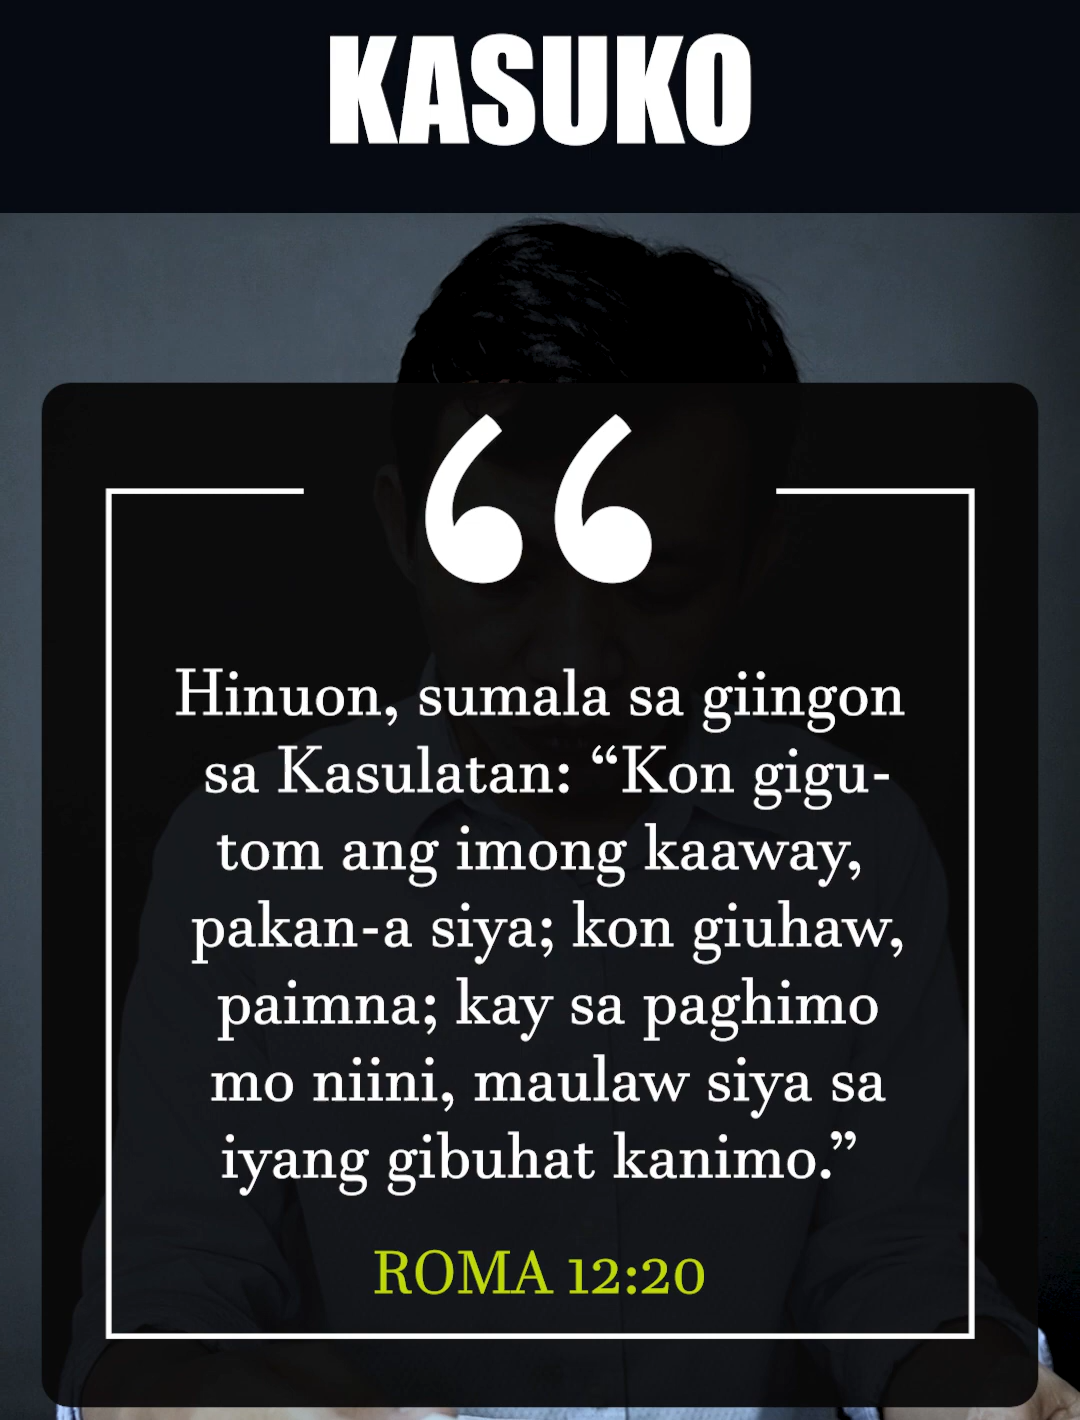 KASUKO
“
Hinuon, sumala sa giingon
sa Kasulatan: “Kon gigu-
tom ang imong kaaway,
pakan-a siya; kon giuhaw,
paimna; kay sa paghimo
mo niini, maulaw siya sa
iyang gibuhat kanimo.”
ROMA 12:20